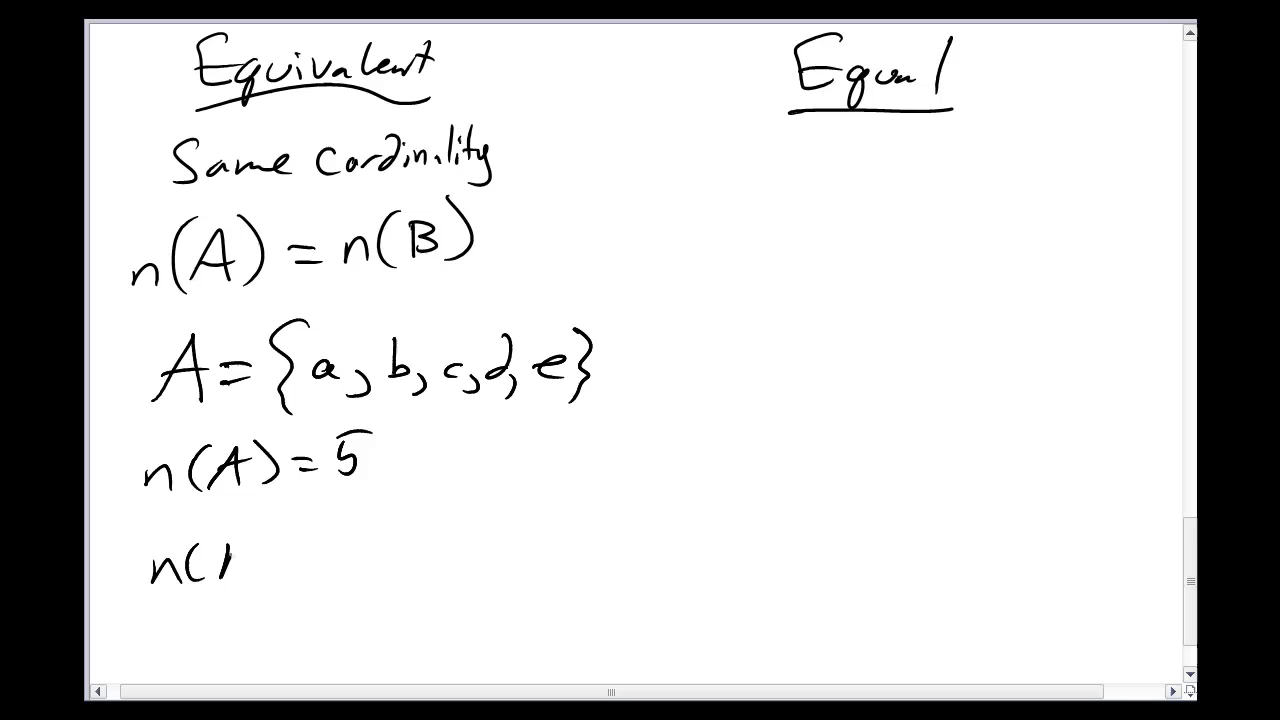 Equivalent
Equal
Same cardinality
n(A) = n(B)
A = {a, b, c, d, e}
n(A) = 5
n(